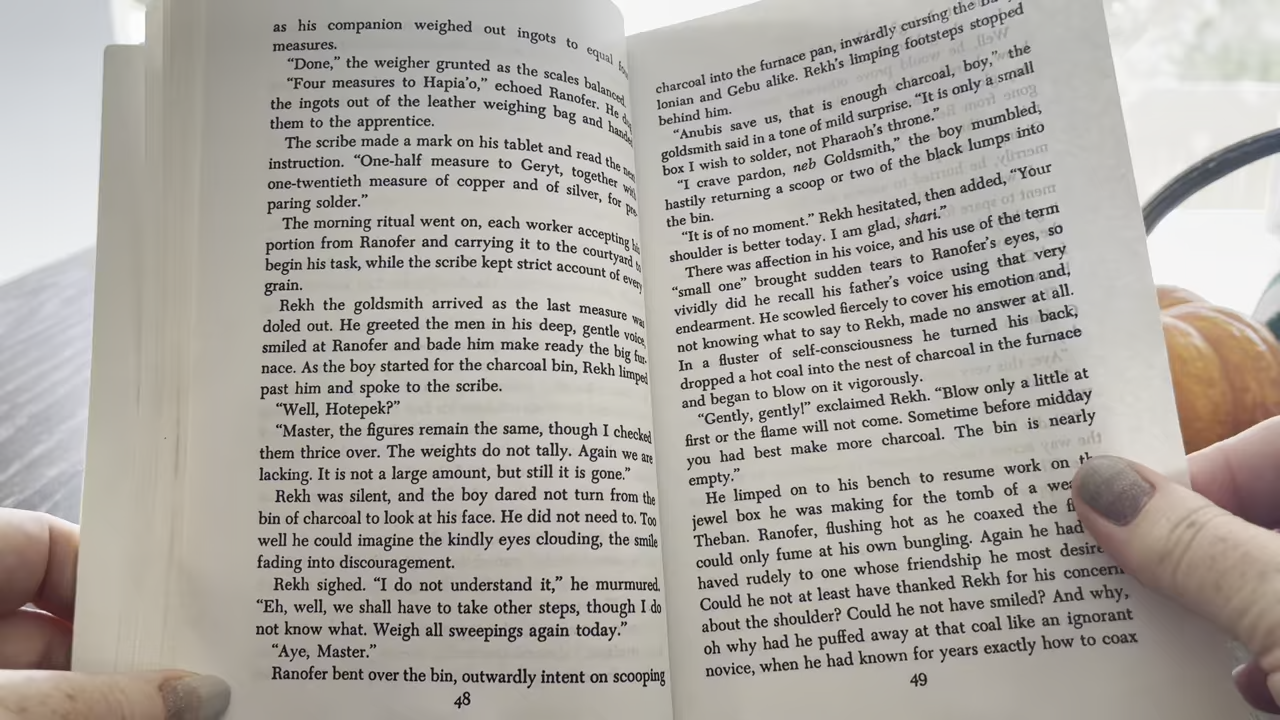 as his companion weighed out ingots to equal
measures.
"Done," the weigher grunted as the scales balanced.
"Four measures to Hapia'o," echoed Ranofer. He
the ingots out of the leather weighing bag and handed
them to the apprentice.
The scribe made a mark on his tablet and read the
instruction. "One-half measure to Geryt, together with
one-twentieth measure of copper and of silver, for
paring solder."
The morning ritual went on, each worker accepting his
portion from Ranofer and carrying it to the courtyard to
begin his task, while the scribe kept strict account of every
grain.
Rekh the goldsmith arrived as the last measure was
doled out. He greeted the men in his deep, gentle voice,
smiled at Ranofer and bade him make ready the big fur-
nace. As the boy started for the charcoal bin, Rekh limped
past him and spoke to the scribe.
"Well, Hotepek?"
"Master, the figures remain the same, though I checked
them thrice over. The weights do not tally. Again we are
lacking. It is not a large amount, but still it is gone."
Rekh was silent, and the boy dared not turn from the
bin of charcoal to look at his face. He did not need to. Too
well he could imagine the kindly eyes clouding, the smile
fading into discouragement.
Rekh sighed. "I do not understand it," he murmured.
"Eh, well, we shall have to take other steps, though I do
not know what. Weigh all sweepings again today."
"Aye, Master."
Ranofer bent over the bin, outwardly intent on scooping
48
charcoal into the furnace pan, inwardly cursing the
lonian and Gebu alike. Rekh's limping footsteps stopped
behind him.
"Anubis save us, that is enough charcoal, boy," the
goldsmith said in a tone of mild surprise. "It is only a small
box I wish to solder, not Pharaoh's throne."
"I crave pardon, neb Goldsmith," the boy mumbled,
hastily returning a scoop or two of the black lumps into
the bin.
"It is of no moment." Rekh hesitated, then added, "Your
shoulder is better today. I am glad, shari."
There was affection in his voice, and his use of the term
"small one" brought sudden tears to Ranofer's eyes, so
vividly did he recall his father's voice using that very
endearment. He scowled fiercely to cover his emotion and,
not knowing what to say to Rekh, made no answer at all.
In a fluster of self-consciousness he turned his back,
dropped a hot coal into the nest of charcoal in the furnace
and began to blow on it vigorously.
"Gently, gently!" exclaimed Rekh. "Blow only a little at
first or the flame will not come. Sometime before midday
you had best make more charcoal. The bin is nearly
empty."
He limped on to his bench to resume work on
jewel box he was making for the tomb of a
Theban. Ranofer, flushing hot as he coaxed the
could only fume at his own bungling. Again he had
haved rudely to one whose friendship he most
Could he not at least have thanked Rekh for his concern
about the shoulder? Could he not have smiled? And why,
oh why had he puffed away at that coal like an ignorant
novice, when he had known for years exactly how to coax
49